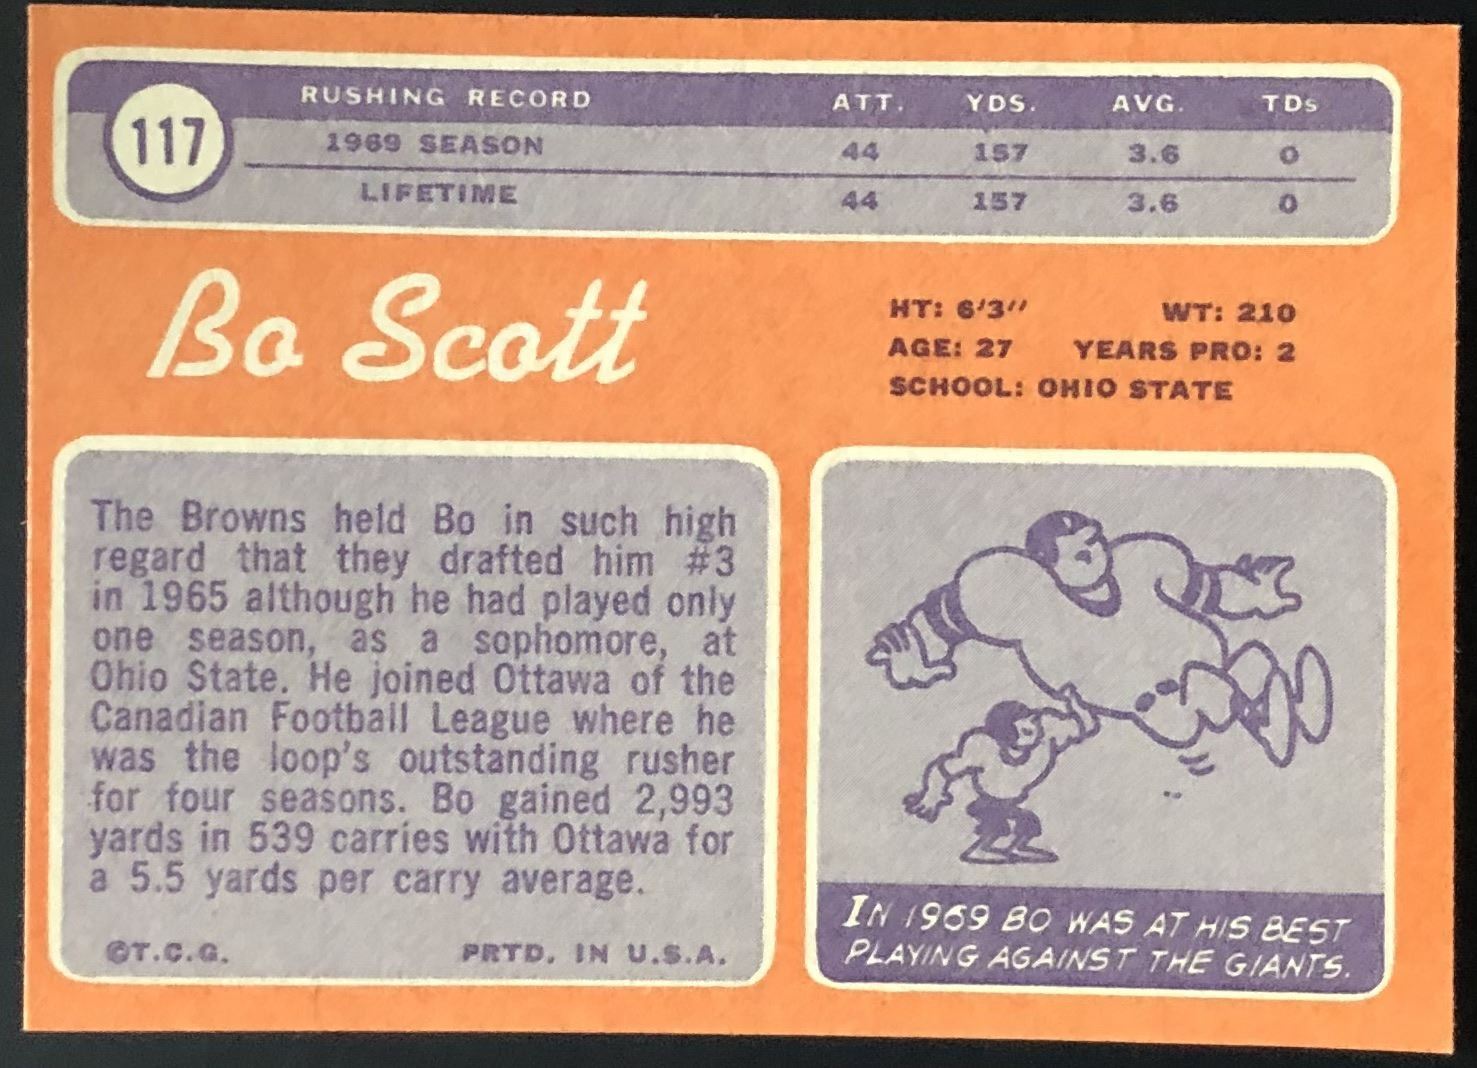 117
RUSHING RECORD ATT. YDS. AVG. TDs
1969 SEASON 44 157 3.6 0
LIFETIME 44 157 3.6 0
Bo Scott
HT: 6'3" WT: 210
AGE: 27 YEARS PRO: 2
SCHOOL: OHIO STATE
The Browns held Bo in such high
regard that they drafted him #3
in 1965 although he had played only
one season, as a sophomore, at
Ohio State. He joined Ottawa of the
Canadian Football League where he
was the loop's outstanding rusher
for four seasons. Bo gained 2,993
yards in 539 carries with Ottawa for
a 5.5 yards per carry average.
©T.C.G. PRTD. IN U.S.A.
IN 1969 BO WAS AT HIS BEST
PLAYING AGAINST THE GIANTS.